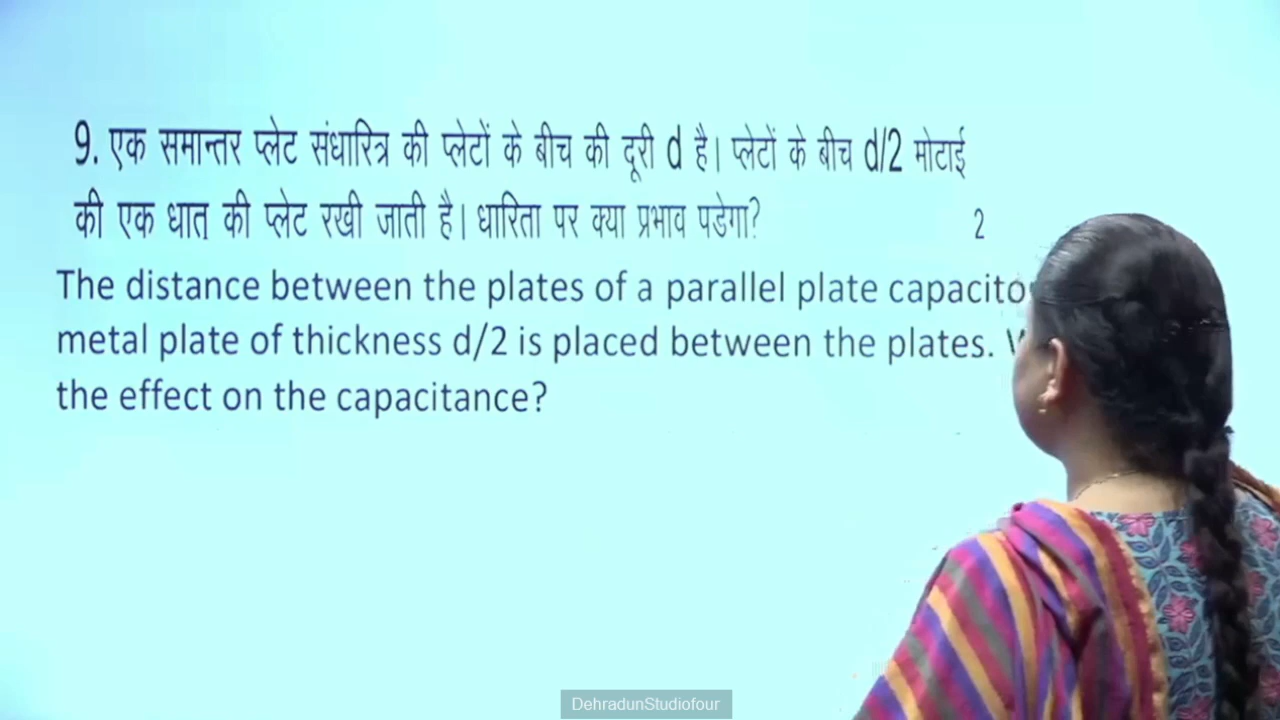 9. एक समान्तर प्लेट संधारित्र की प्लेटों के बीच की दूरी d है। प्लेटों के बीच d/2 मोटाई
की एक धात की प्लेट रखी जाती है। धारिता पर क्या प्रभाव पडेगा? 2
The distance between the plates of a parallel plate
metal plate of thickness d/2 is placed between the plates.
the effect on the capacitance?
DehradunStudiofour